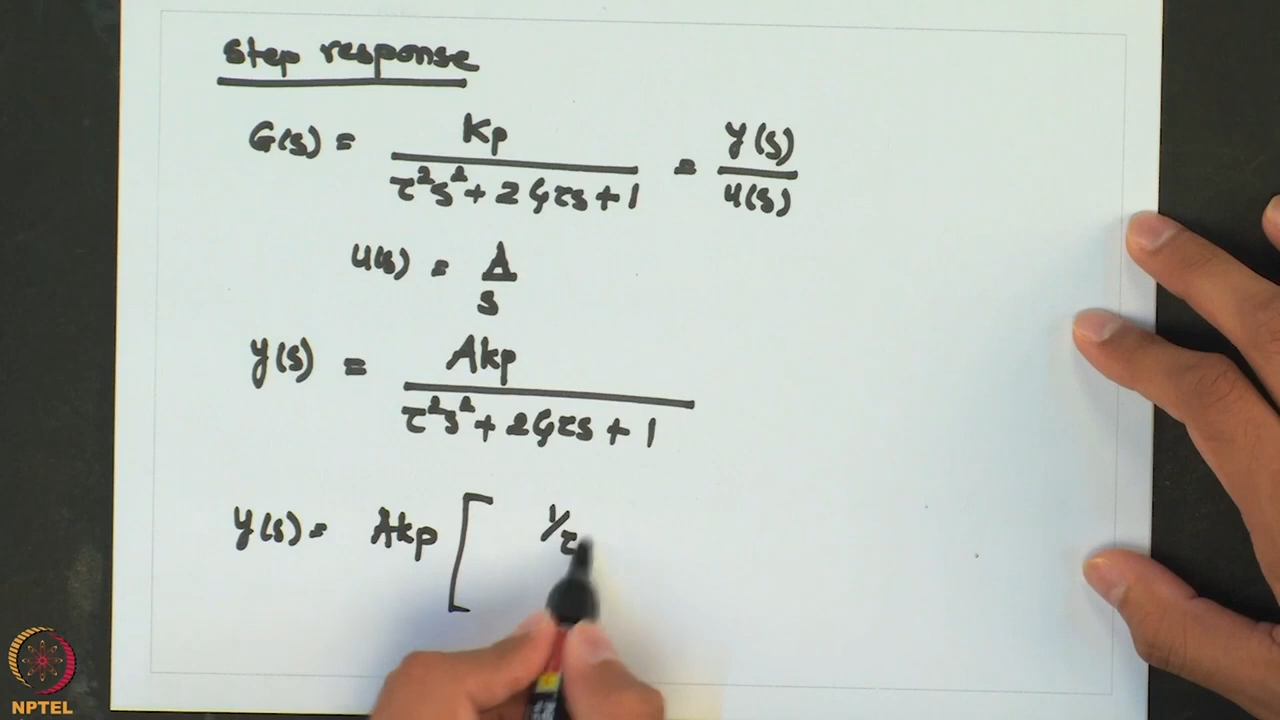 step response
G(s) = Kp / τ²s² + 2ζτs + 1 = y(s) / u(s)
u(s) = A / s
y(s) = Akp / τ²s² + 2ζτs + 1
y(s) = Akp [ 1/τ
NPTEL